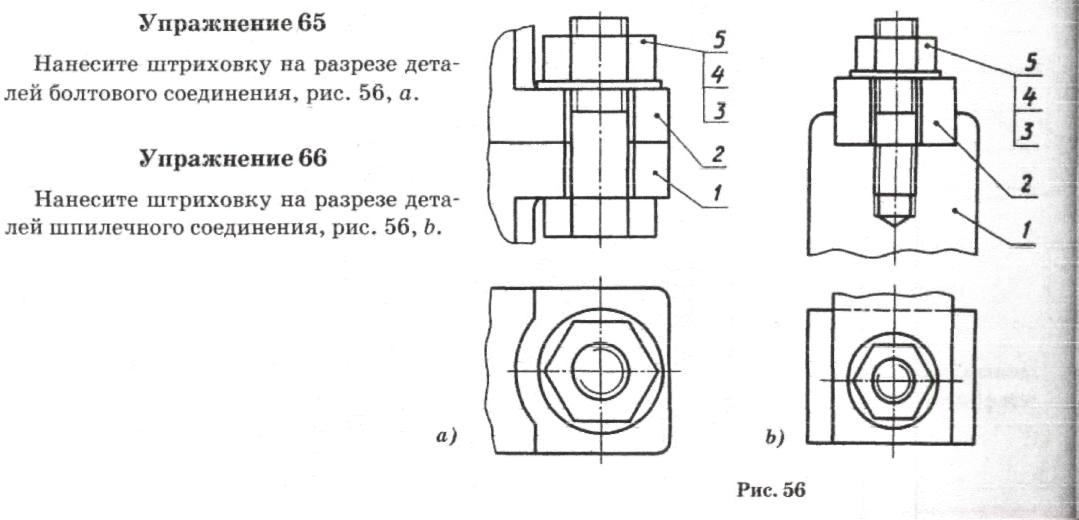 Упражнение 65
Нанесите штриховку на разрезе дета-
лей болтового соединения, рис. 56, а.
Упражнение 66
Нанесите штриховку на разрезе дета-
лей шпилечного соединения, рис. 56, b.
5
4
3
2
1
5
4
3
2
1
а)
b)
Рис. 56